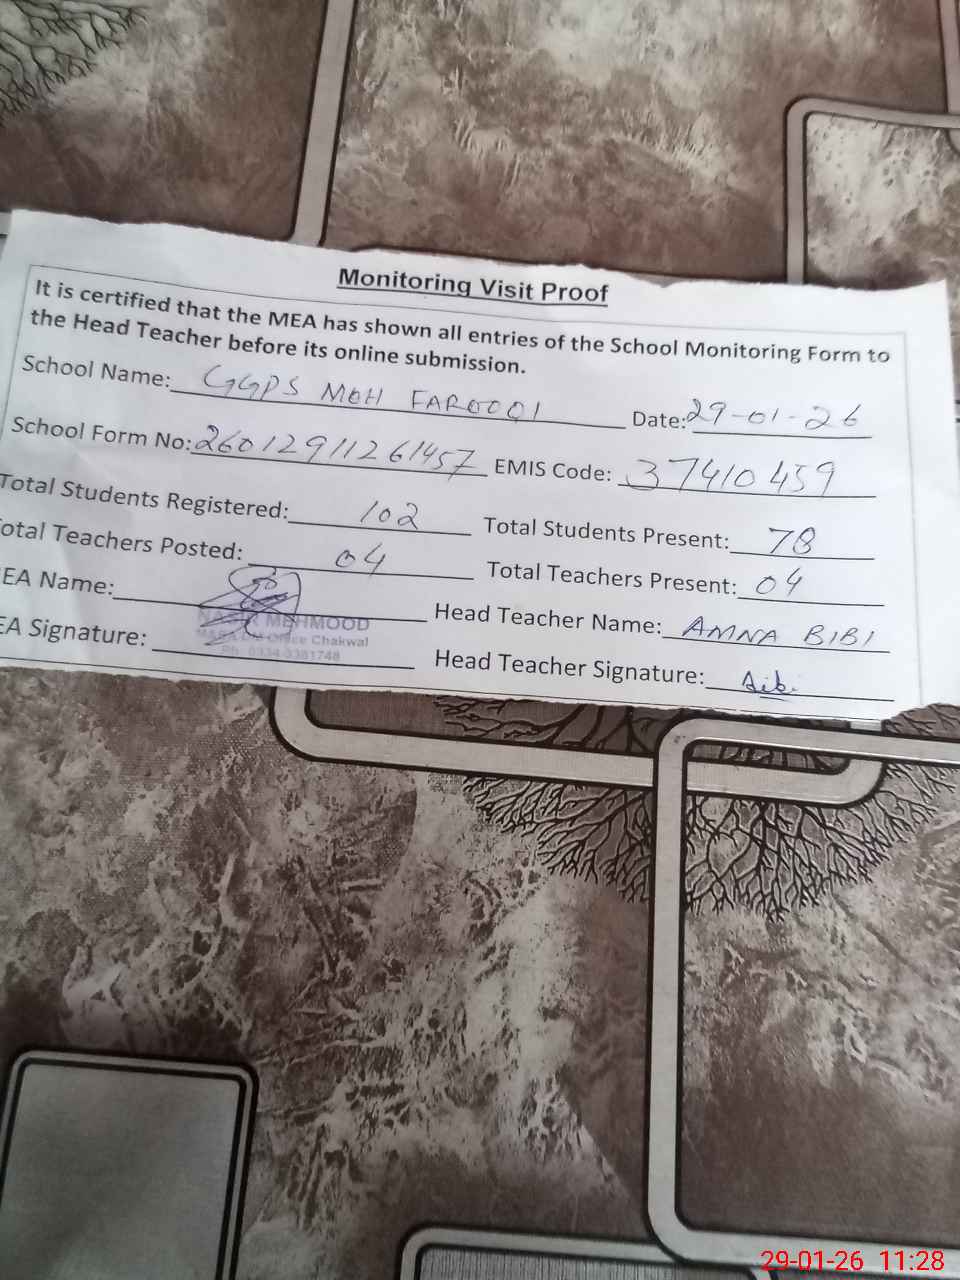 Monitoring Visit Proof
It is certified that the MEA has shown all entries of the School Monitoring Form to
the Head Teacher before its online submission.
School Name: GGPS MOH FAROOQI Date: 29-01-26
School Form No: 26012911261457 EMIS Code: 37410459
Total Students Registered: 102 Total Students Present: 78
otal Teachers Posted: 04 Total Teachers Present: 04
EA Name: Head Teacher Name: AMNA BIBI
NASIR MEHMOOD
Office Chakwal
EA Signature: Head Teacher Signature:
29-01-26 11:28